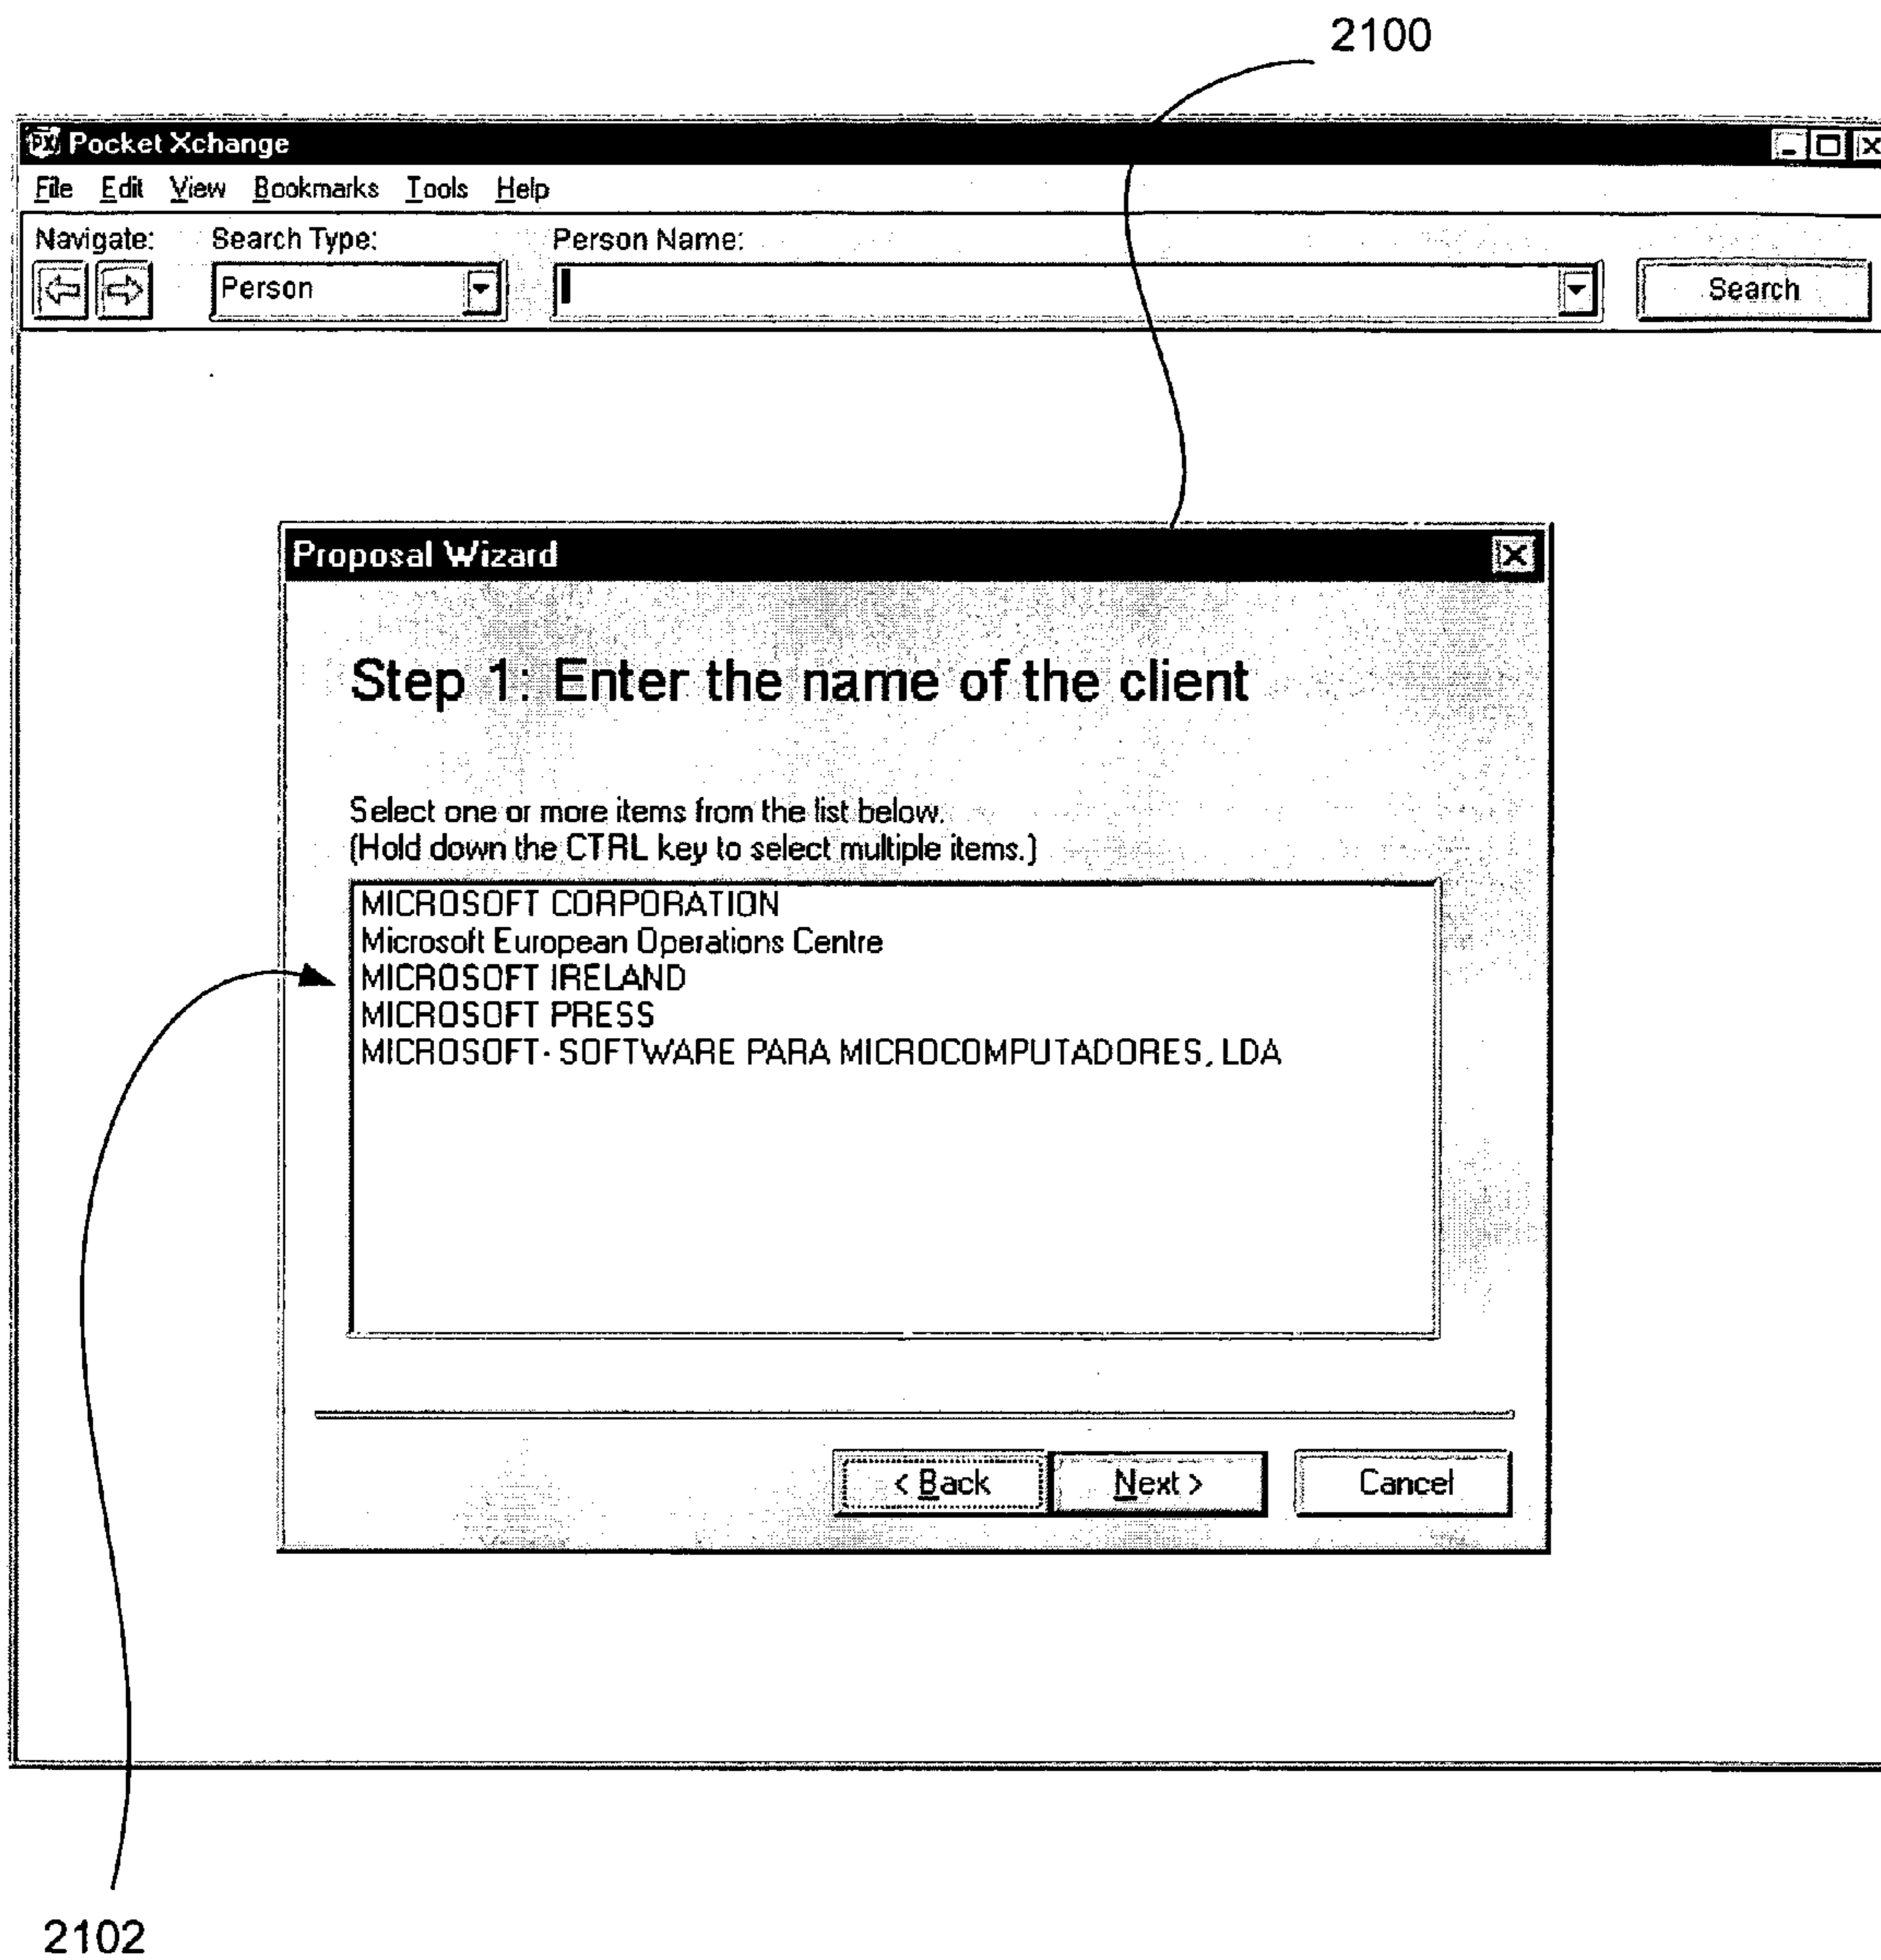 2100
PX Pocket Xchange
File Edit View Bookmarks Tools Help
Navigate: Search Type: Person Name:
Person Search
Proposal Wizard
Step 1: Enter the name of the client
Select one or more items from the list below.
(Hold down the CTRL key to select multiple items.)
MICROSOFT CORPORATION
Microsoft European Operations Centre
MICROSOFT IRELAND
MICROSOFT PRESS
MICROSOFT- SOFTWARE PARA MICROCOMPUTADORES, LDA
< Back Next > Cancel
2102